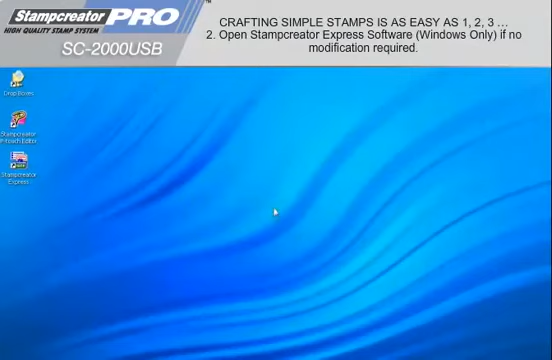 Stampcreator PRO™
HIGH QUALITY STAMP SYSTEM
SC-2000USB
CRAFTING SIMPLE STAMPS IS AS EASY AS 1, 2, 3 ...
2. Open Stampcreator Express Software (Windows Only) if no
modification required.
Drop Boxes
Stampcreator
P-touch Editor
Stampcreator
Express